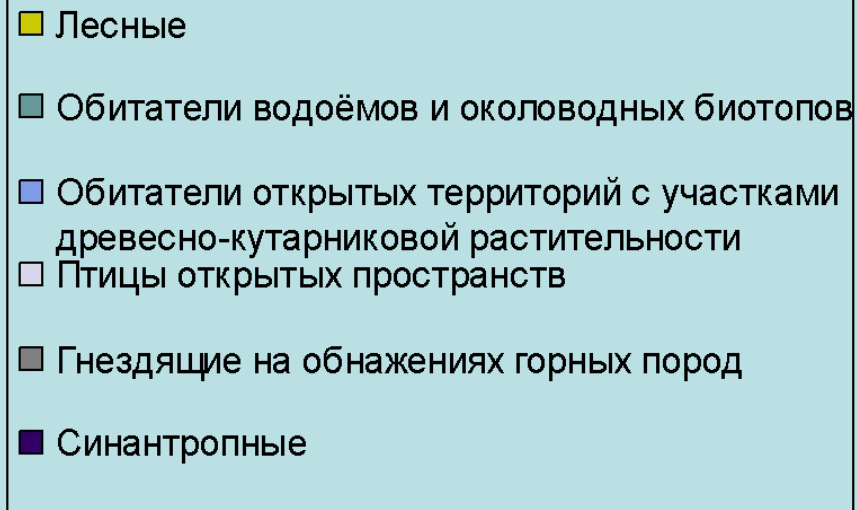 Лесные
Обитатели водоёмов и околоводных биотопов
Обитатели открытых территорий с участками
древесно-кутарниковой растительности
Птицы открытых пространств
Гнездящие на обнажениях горных пород
Синантропные